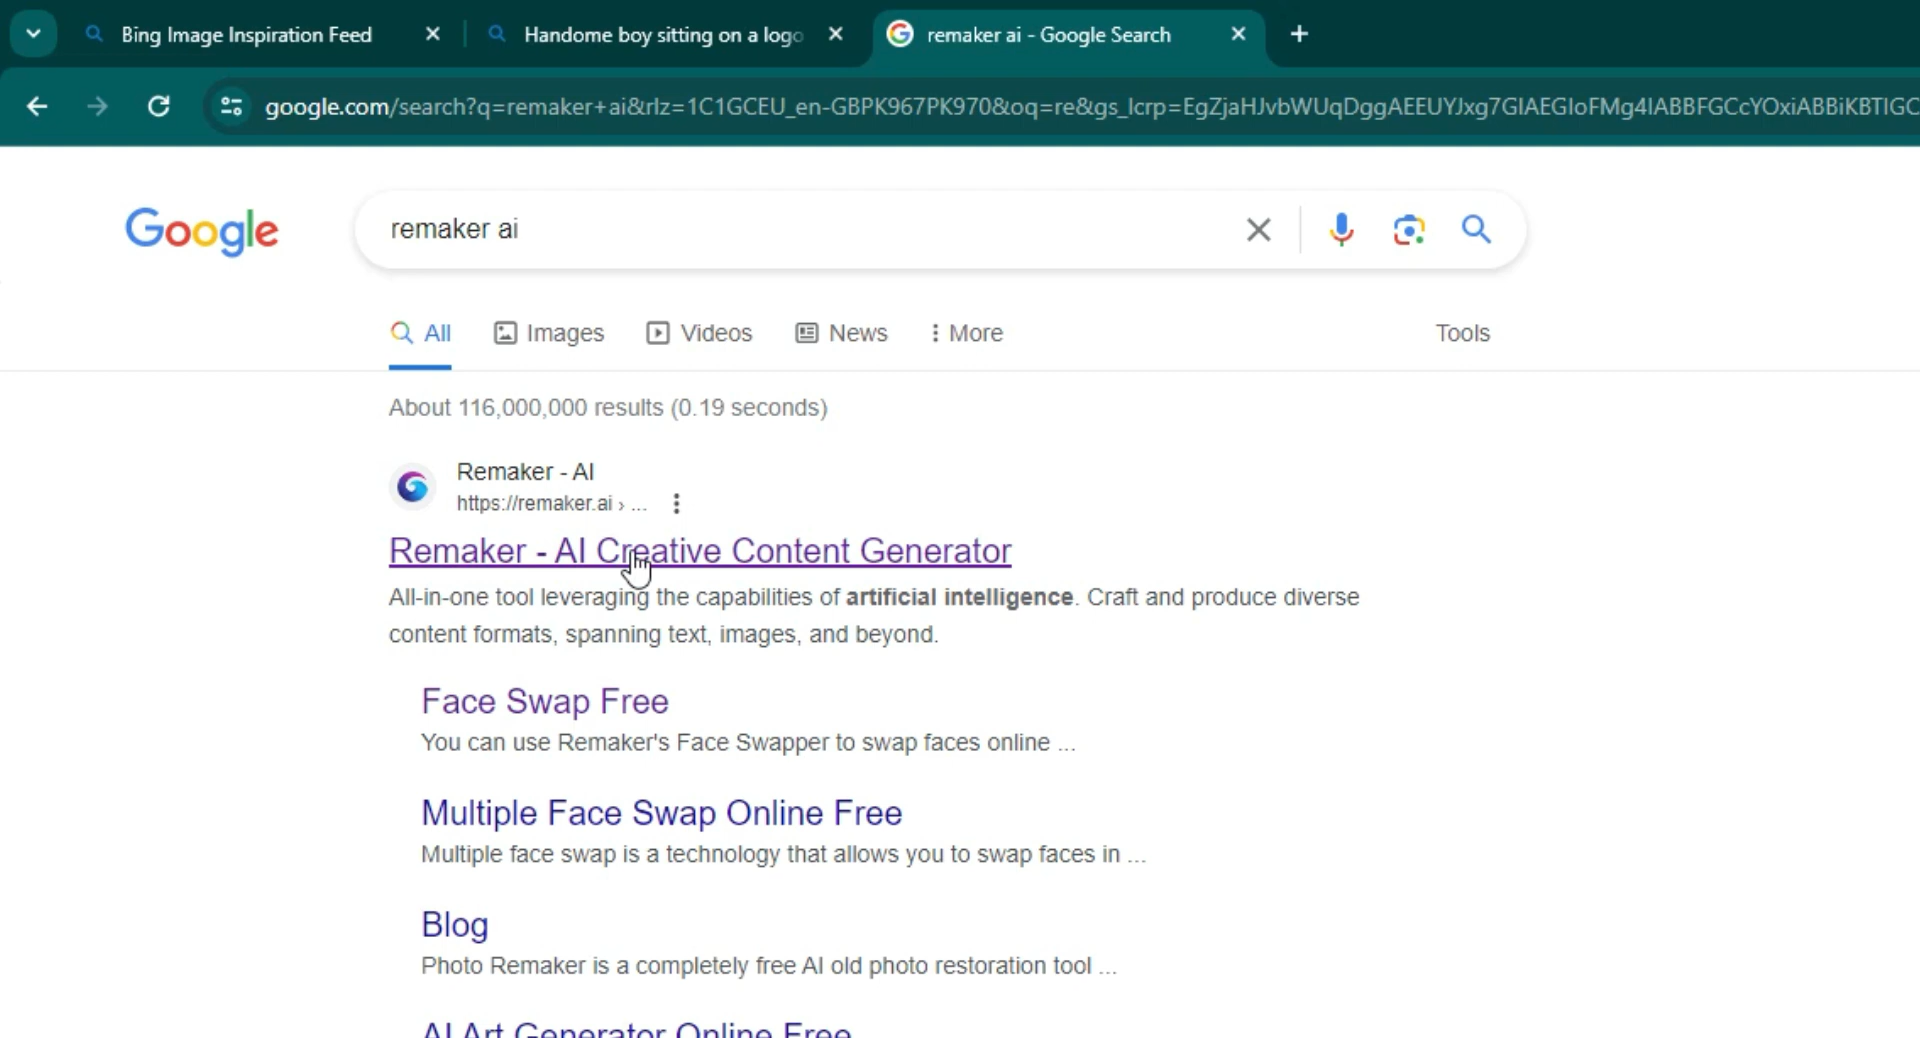 Bing Image Inspiration Feed
Handome boy sitting on a logo
remaker ai - Google Search
google.com/search?q=remaker+ai&rlz=1C1GCEU_en-GBPK967PK970&oq=re&gs_lcrp=EgZjaHJvbWUqDggAEEUYJxg7GIAEGIoFMg4IABBFGCcYOxiABBiKBTIGC
Google
remaker ai
All
Images
Videos
News
More
Tools
About 116,000,000 results (0.19 seconds)
Remaker - AI
https://remaker.ai › ...
Remaker - AI Creative Content Generator
All-in-one tool leveraging the capabilities of artificial intelligence. Craft and produce diverse
content formats, spanning text, images, and beyond.
Face Swap Free
You can use Remaker's Face Swapper to swap faces online ...
Multiple Face Swap Online Free
Multiple face swap is a technology that allows you to swap faces in ...
Blog
Photo Remaker is a completely free AI old photo restoration tool ...
AI Art Generator Online Free